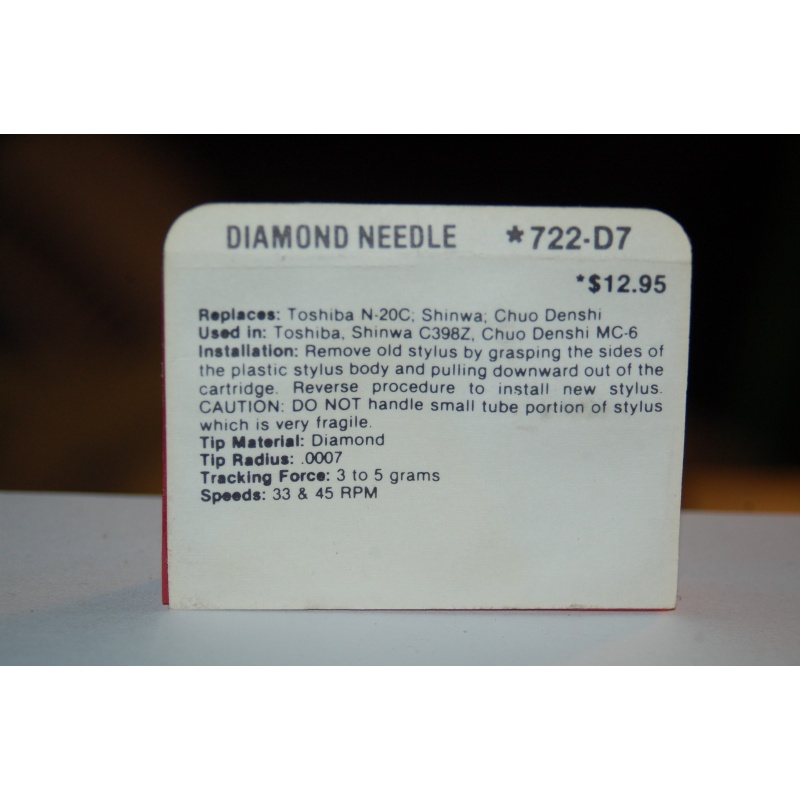 DIAMOND NEEDLE *722-D7
*$12.95
Replaces: Toshiba N-20C; Shinwa; Chuo Denshi
Used in: Toshiba, Shinwa C398Z, Chuo Denshi MC-6
Installation: Remove old stylus by grasping the sides of
the plastic stylus body and pulling downward out of the
cartridge. Reverse procedure to install new stylus.
CAUTION: DO NOT handle small tube portion of stylus
which is very fragile.
Tip Material: Diamond
Tip Radius: .0007
Tracking Force: 3 to 5 grams
Speeds: 33 & 45 RPM